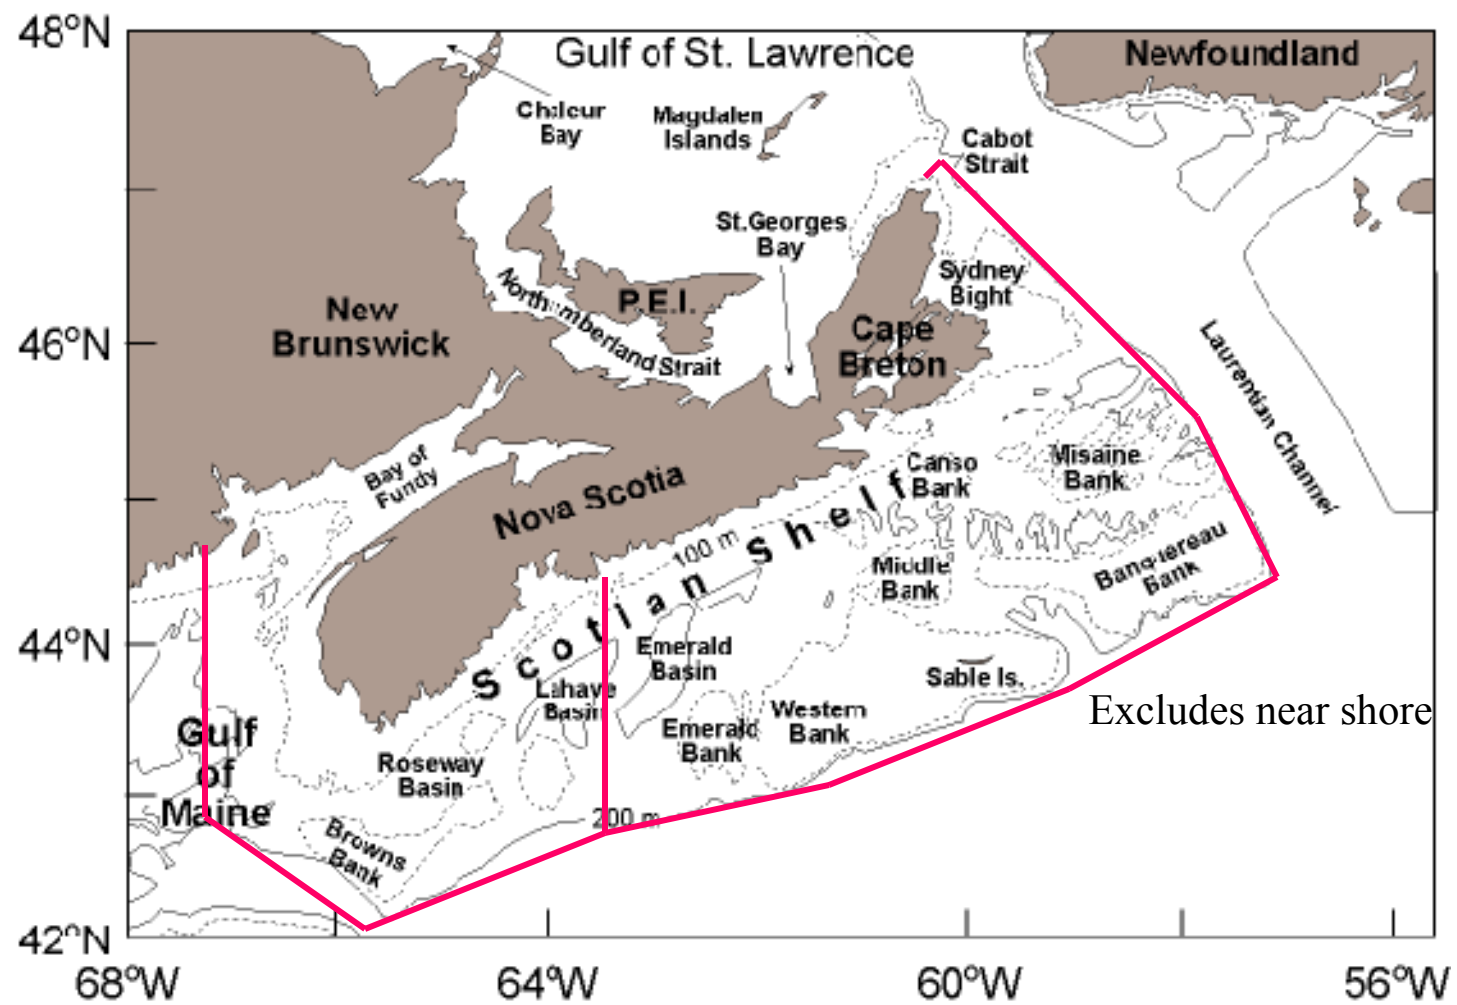 48°N
Gulf of St. Lawrence
Newfoundland
Chaleur
Bay
Magdalen
Islands
Cabot
Strait
St.Georges
Bay
Sydney
Bight
New
Brunswick
P.E.I.
Northumberland Strait
46°N
Cape
Breton
Laurentian Channel
Bay of
Fundy
Nova Scotia
Canso
Bank
Misaine
Bank
Scotian shelf
100 m
Middle
Bank
Banquereau
Bank
44°N
Emerald
Basin
Sable Is.
Lahave
Basin
Excludes near shore
Gulf
of
Maine
Emerald
Bank
Western
Bank
Roseway
Basin
200 m
Browns
Bank
42°N
68°W
64°W
60°W
56°W